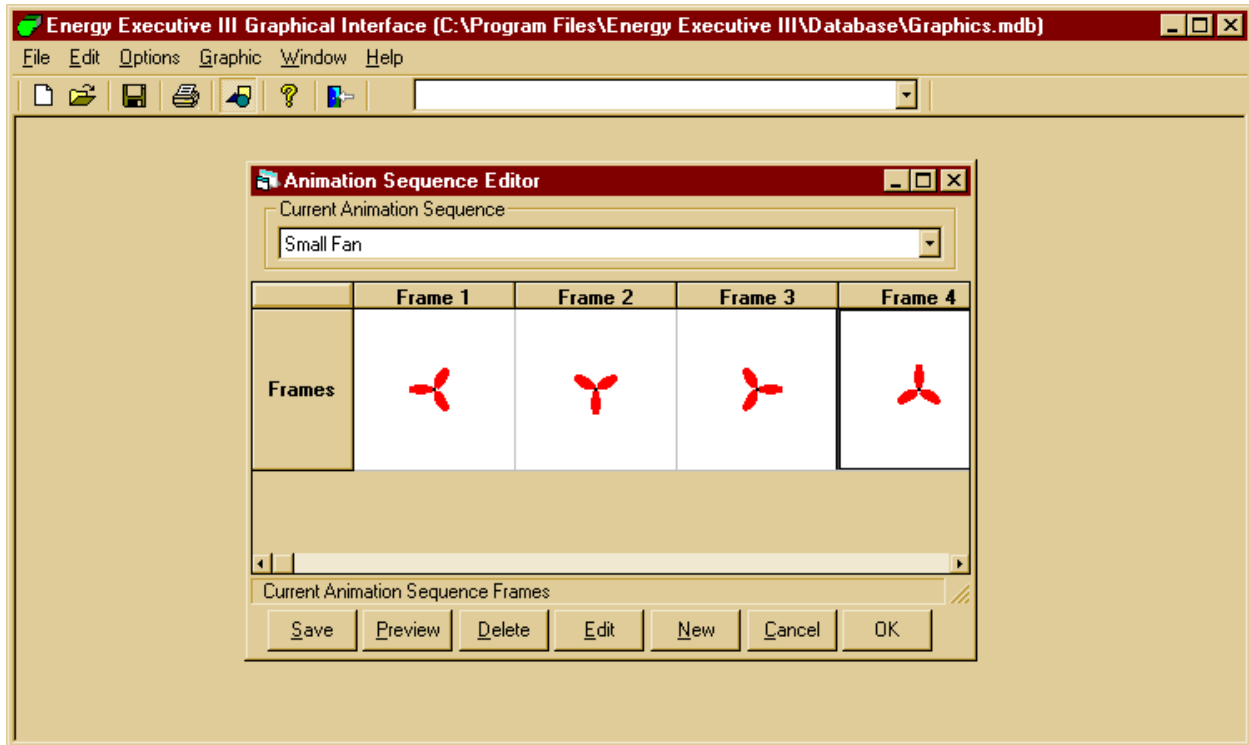 Energy Executive III Graphical Interface (C:\Program Files\Energy Executive III\Database\Graphics.mdb)
File Edit Options Graphic Window Help
Animation Sequence Editor
Current Animation Sequence
Small Fan
Frame 1 Frame 2 Frame 3 Frame 4
Frames
Current Animation Sequence Frames
Save Preview Delete Edit New Cancel OK